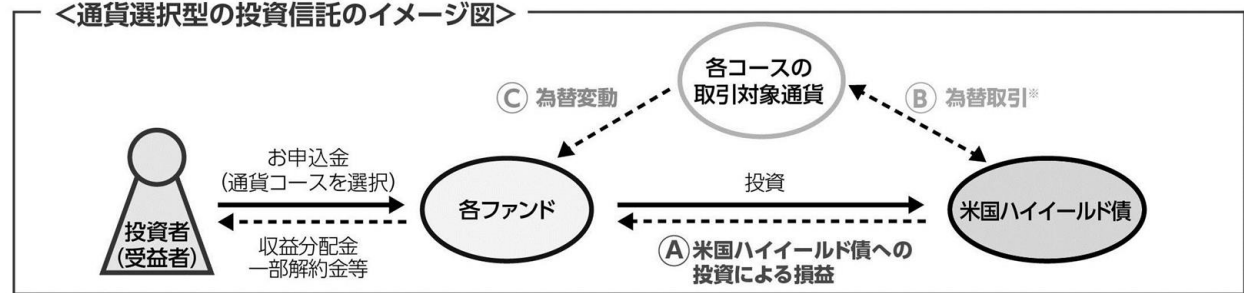 <通貨選択型の投資信託のイメージ図>
各コースの
取引対象通貨
Ⓒ 為替変動
Ⓑ 為替取引※
お申込金
(通貨コースを選択)
投資者
(受益者)
収益分配金
一部解約金等
各ファンド
投資
米国ハイイールド債
Ⓐ 米国ハイイールド債への
投資による損益